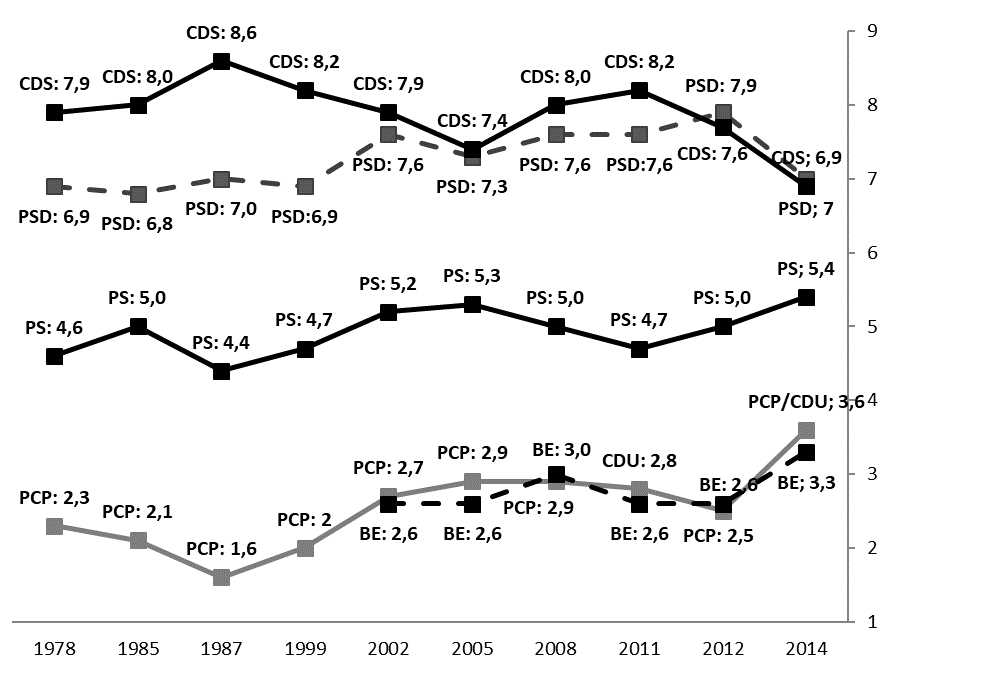 9
CDS: 8,6
CDS: 8,2
CDS: 8,2
CDS: 7,9
CDS: 8,0
CDS: 7,9
CDS: 8,0
PSD: 7,9
8
CDS: 7,4
CDS: 7,6
CDS; 6,9
PSD: 7,6
PSD: 7,3
PSD: 7,6
PSD:7,6
7
PSD: 6,9
PSD: 6,8
PSD: 7,0
PSD:6,9
PSD; 7
6
PS: 4,6
PS: 5,0
PS: 4,4
PS: 4,7
PS: 5,2
PS: 5,3
PS: 5,0
PS: 4,7
PS: 5,0
PS; 5,4
5
PCP/CDU; 3,6
4
PCP: 2,3
PCP: 2,1
PCP: 1,6
PCP: 2
PCP: 2,7
PCP: 2,9
BE: 3,0
CDU: 2,8
BE: 2,6
BE; 3,3
3
BE: 2,6
BE: 2,6
PCP: 2,9
BE: 2,6
PCP: 2,5
2
1
1978
1985
1987
1999
2002
2005
2008
2011
2012
2014